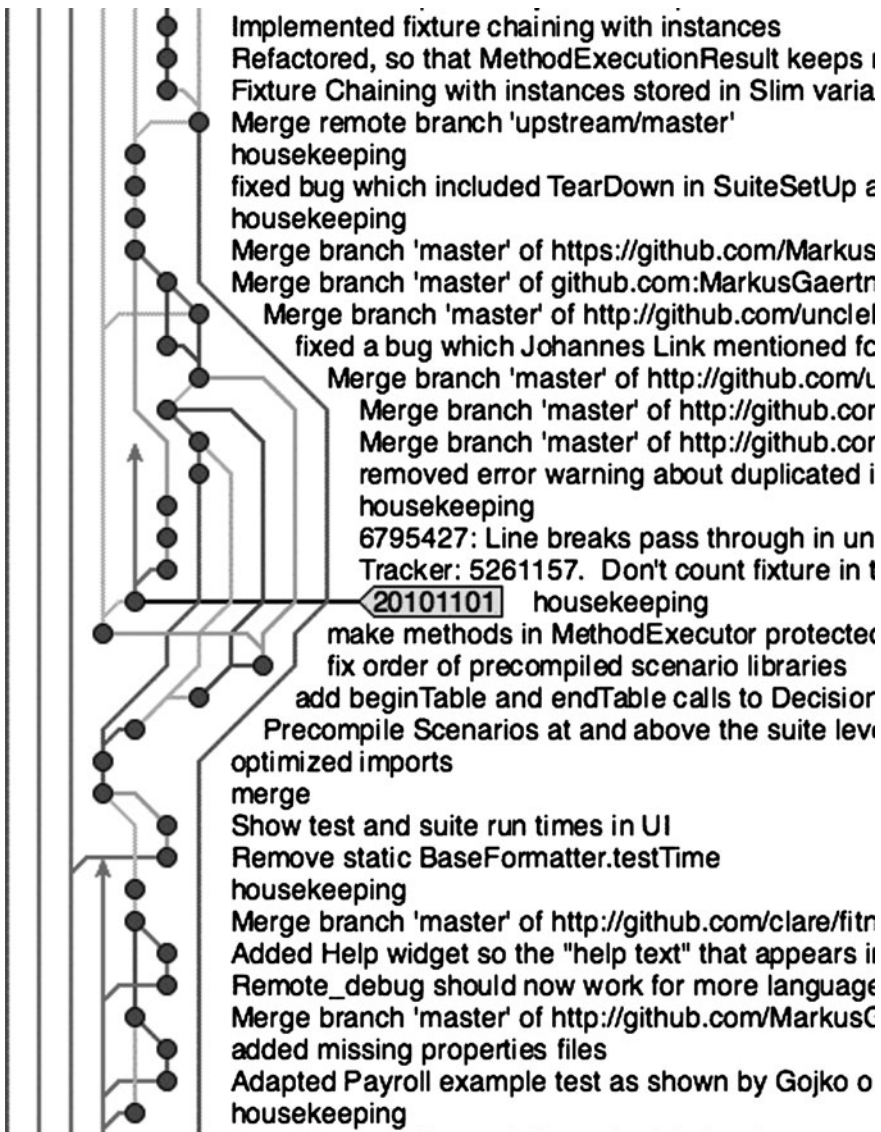 Implemented fixture chaining with instances
Refactored, so that MethodExecutionResult keeps
Fixture Chaining with instances stored in Slim
Merge remote branch 'upstream/master'
housekeeping
fixed bug which included TearDown in SuiteSetUp
housekeeping
Merge branch 'master' of https://github.com/Markus
Merge branch 'master' of github.com:MarkusGaertn
Merge branch 'master' of http://github.com/uncle
fixed a bug which Johannes Link mentioned
Merge branch 'master' of http://github.com/
Merge branch 'master' of http://github.com
Merge branch 'master' of http://github.com
removed error warning about duplicated
housekeeping
6795427: Line breaks pass through in un
Tracker: 5261157. Don't count fixture in
20101101 housekeeping
make methods in MethodExecutor protected
fix order of precompiled scenario libraries
add beginTable and endTable calls to Decision
Precompile Scenarios at and above the suite
optimized imports
merge
Show test and suite run times in UI
Remove static BaseFormatter.testTime
housekeeping
Merge branch 'master' of http://github.com/clare/fitn
Added Help widget so the "help text" that appears
Remote_debug should now work for more language
Merge branch 'master' of http://github.com/MarkusG
added missing properties files
Adapted Payroll example test as shown by Gojko o
housekeeping